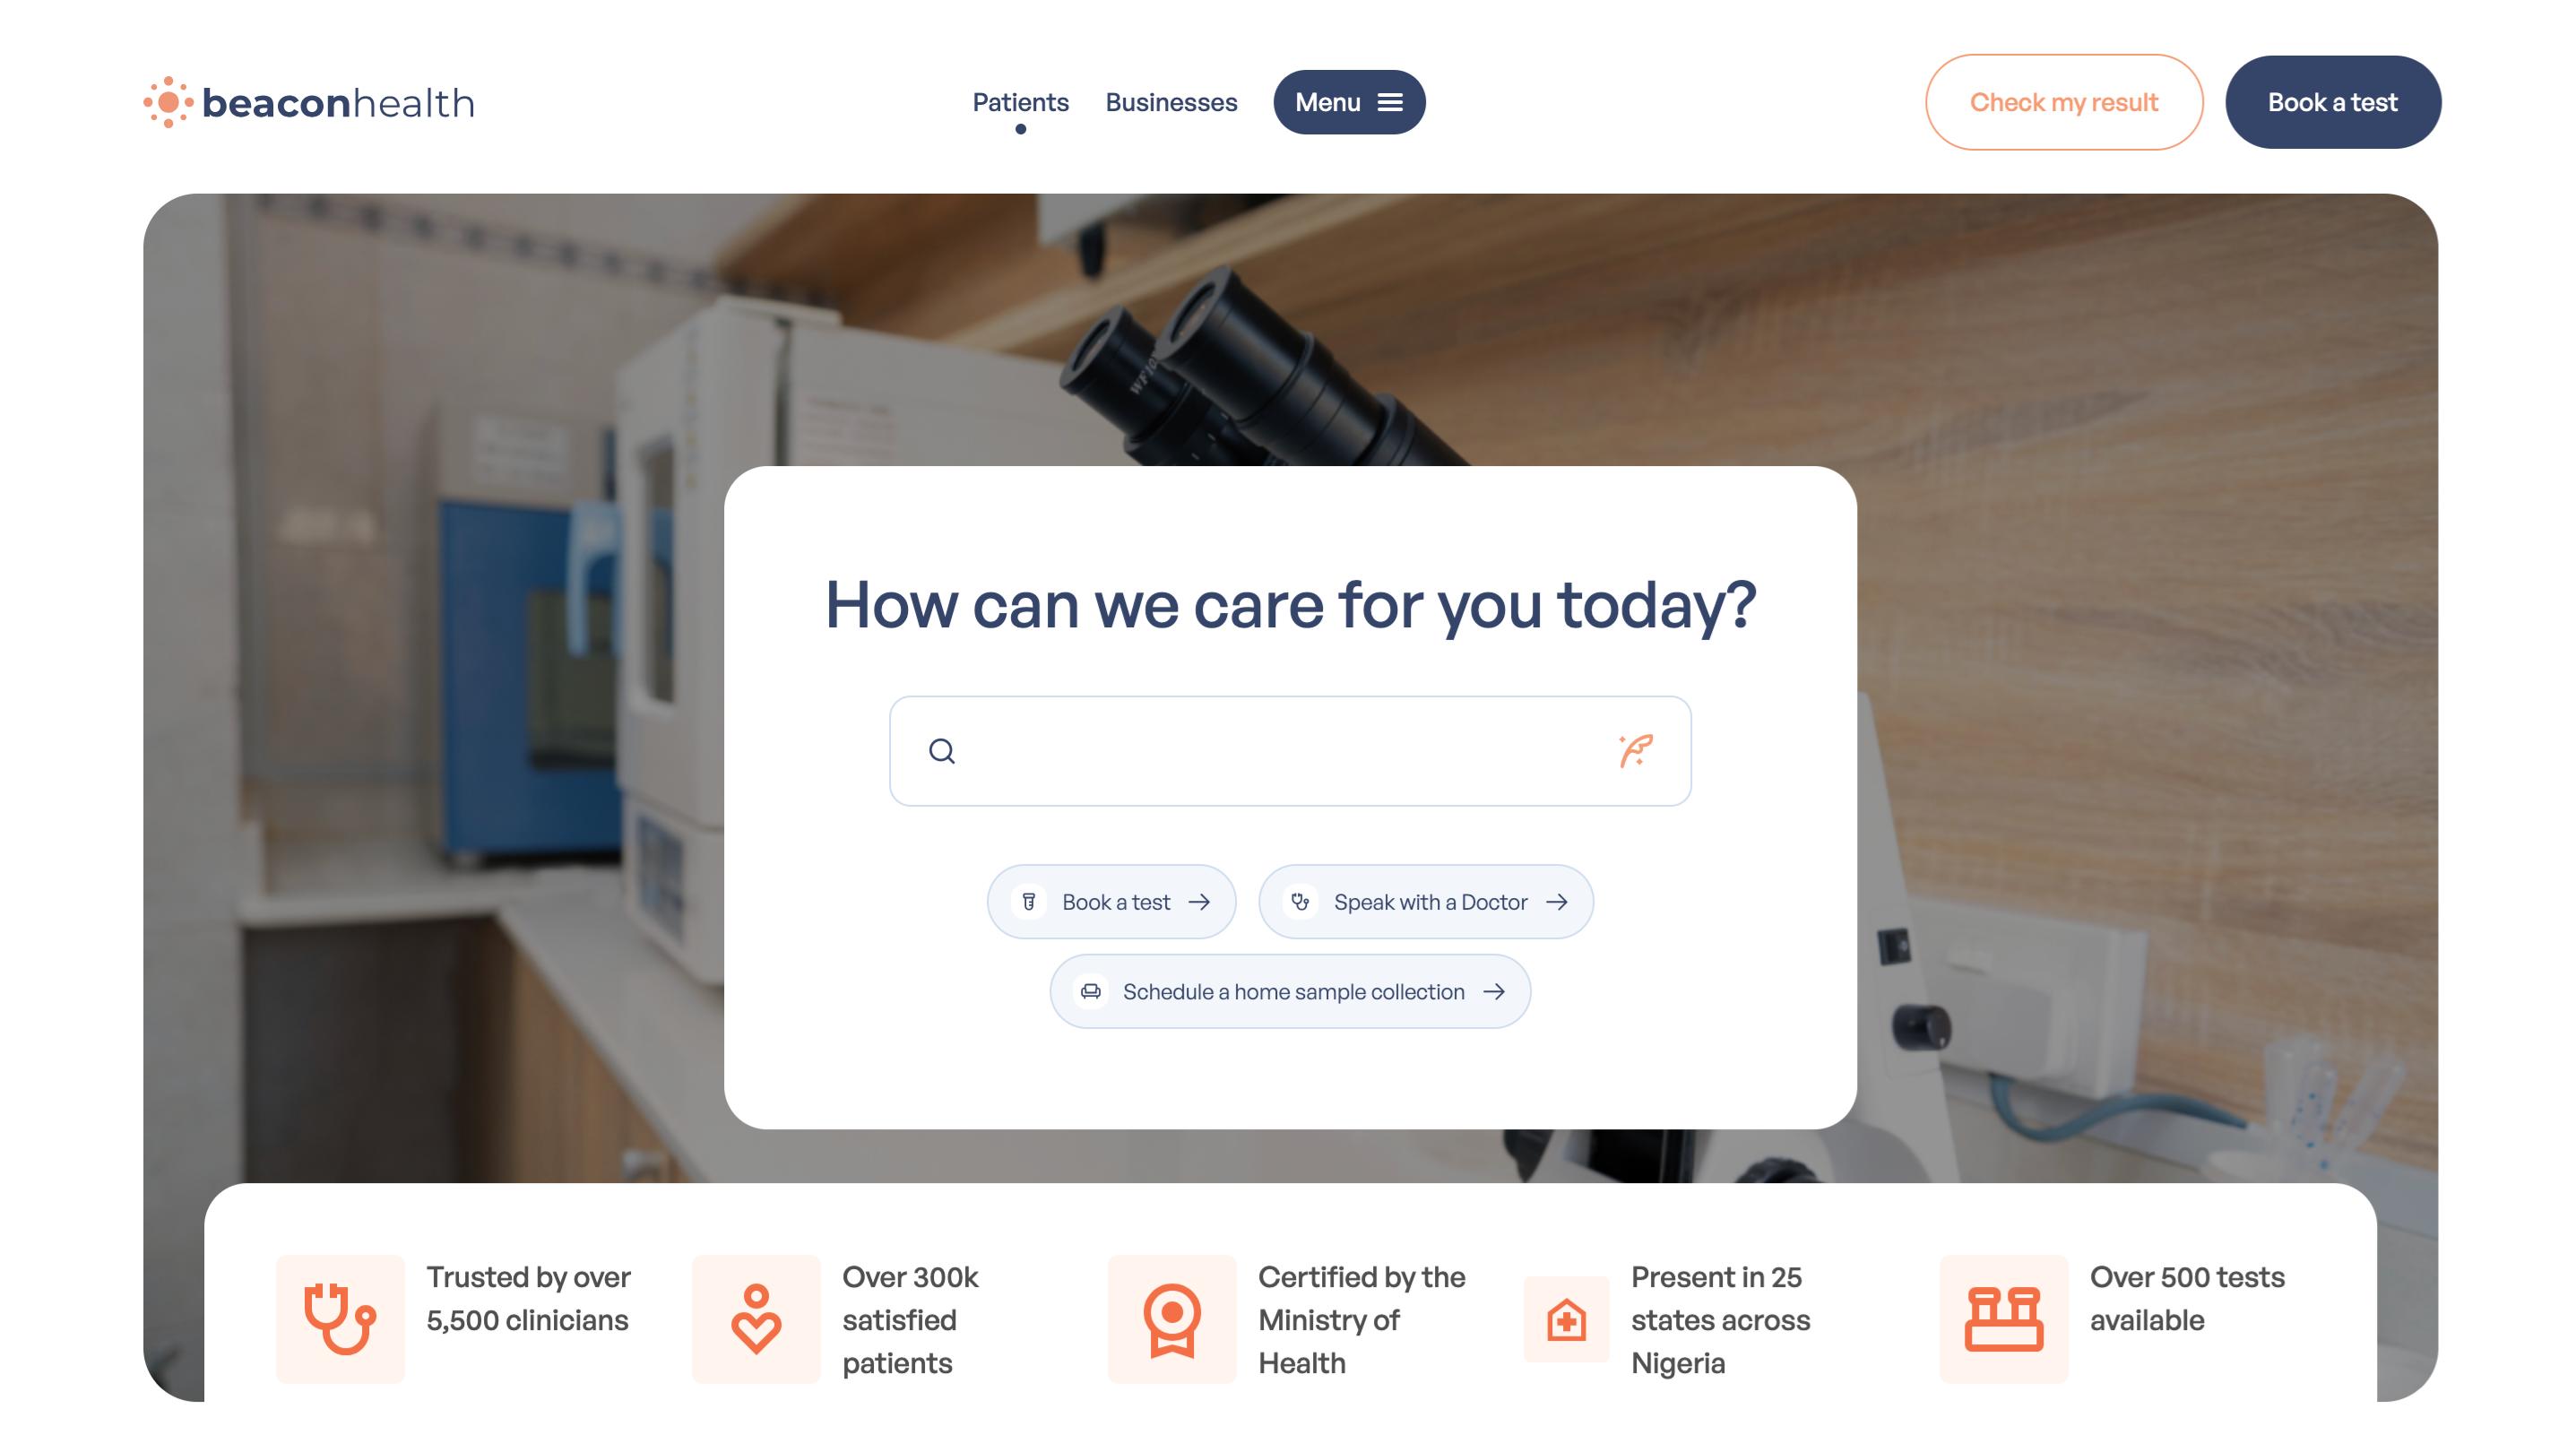 beaconhealth
Patients
Businesses
Menu
Check my result
Book a test
WF10
How can we care for you today?
Book a test
Speak with a Doctor
Schedule a home sample collection
Trusted by over
5,500 clinicians
Over 300k
satisfied
patients
Certified by the
Ministry of
Health
Present in 25
states across
Nigeria
Over 500 tests
available